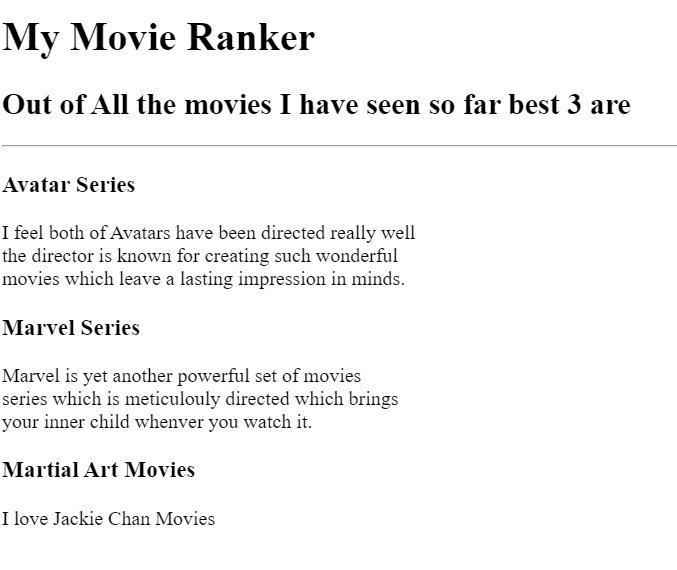 My Movie Ranker
Out of All the movies I have seen so far best 3 are
Avatar Series
I feel both of Avatars have been directed really well
the director is known for creating such wonderful
movies which leave a lasting impression in minds.
Marvel Series
Marvel is yet another powerful set of movies
series which is meticulouly directed which brings
your inner child whenver you watch it.
Martial Art Movies
I love Jackie Chan Movies